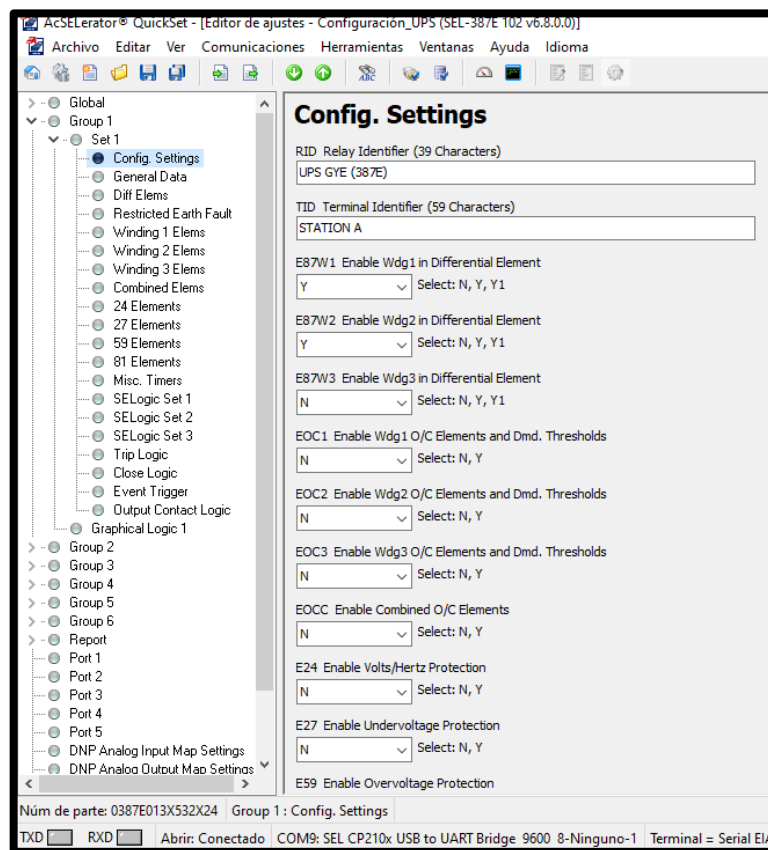 AcSELerator® QuickSet - [Editor de ajustes - Configuración_UPS (SEL-387E 102 v6.8.0.0)]
Archivo Editar Ver Comunicaciones Herramientas Ventanas Ayuda Idioma
Global
Group 1
Set 1
Config. Settings
General Data
Diff Elems
Restricted Earth Fault
Winding 1 Elems
Winding 2 Elems
Winding 3 Elems
Combined Elems
24 Elements
27 Elements
59 Elements
81 Elements
Misc. Timers
SELogic Set 1
SELogic Set 2
SELogic Set 3
Trip Logic
Close Logic
Event Trigger
Output Contact Logic
Graphical Logic 1
Group 2
Group 3
Group 4
Group 5
Group 6
Report
Port 1
Port 2
Port 3
Port 4
Port 5
DNP Analog Input Map Settings
DNP Analog Output Map Settings
Config. Settings
RID Relay Identifier (39 Characters)
UPS GYE (387E)
TID Terminal Identifier (59 Characters)
STATION A
E87W1 Enable Wdg1 in Differential Element
Y Select: N, Y, Y1
E87W2 Enable Wdg2 in Differential Element
Y Select: N, Y, Y1
E87W3 Enable Wdg3 in Differential Element
N Select: N, Y, Y1
EOC1 Enable Wdg1 O/C Elements and Dmd. Thresholds
N Select: N, Y
EOC2 Enable Wdg2 O/C Elements and Dmd. Thresholds
N Select: N, Y
EOC3 Enable Wdg3 O/C Elements and Dmd. Thresholds
N Select: N, Y
EOCC Enable Combined O/C Elements
N Select: N, Y
E24 Enable Volts/Hertz Protection
N Select: N, Y
E27 Enable Undervoltage Protection
N Select: N, Y
E59 Enable Overvoltage Protection
Núm de parte: 0387E013X532X24 Group 1 : Config. Settings
TXD RXD Abrir: Conectado COM9: SEL CP210x USB to UART Bridge 9600 8-Ninguno-1 Terminal = Serial EIA